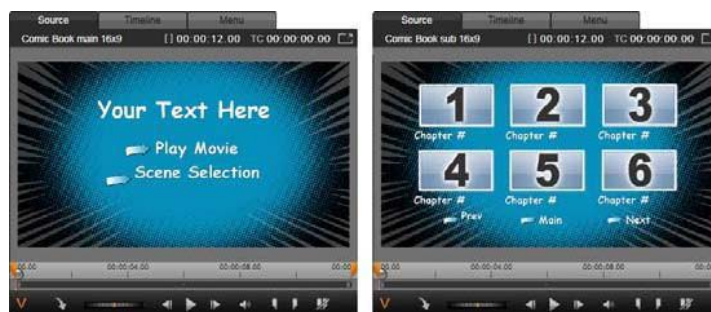 Source Timeline Menu
Comic Book main 16x9 [ ] 00:00:12.00 TC 00:00:00.00
Your Text Here
Play Movie
Scene Selection
00:00:04.00 00:00:08.00
V
Source Timeline Menu
Comic Book sub 16x9 [ ] 00:00:12.00 TC 00:00:00.00
1 2 3
Chapter # Chapter # Chapter #
4 5 6
Chapter # Chapter # Chapter #
Prev Main Next
00:00:04.00 00:00:08.00
V